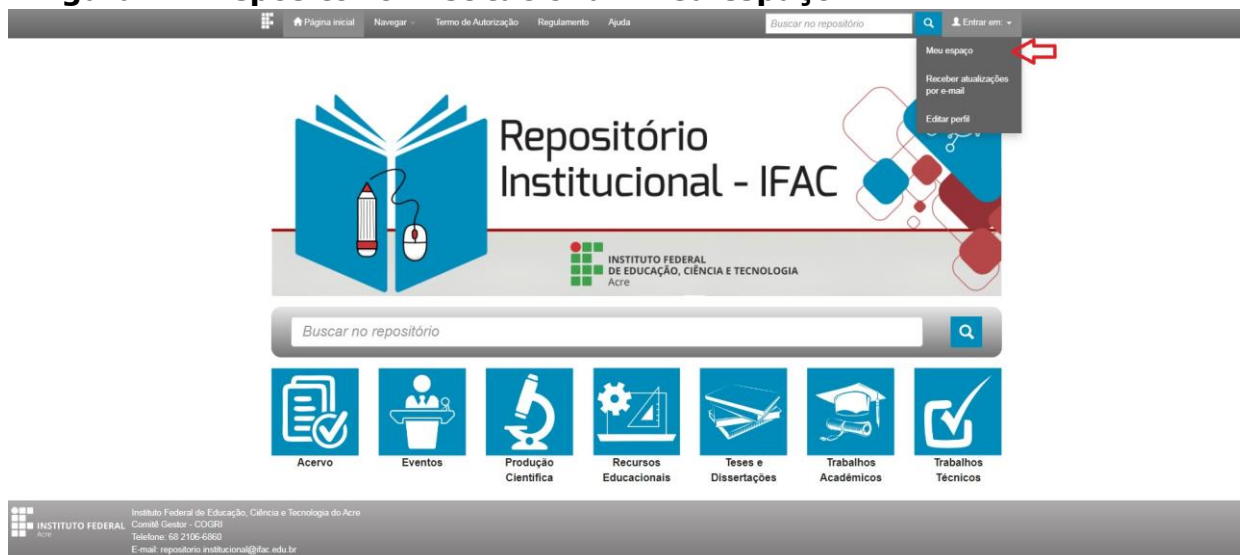 Página inicial Navegar Termo de Autorização Regulamento Ajuda Buscar no repositório Entrar em:
Meu espaço
Receber atualizações
por e-mail
Editar perfil
Repositório
Institucional - IFAC
INSTITUTO FEDERAL
DE EDUCAÇÃO, CIÊNCIA E TECNOLOGIA
Acre
Buscar no repositório
Acervo
Eventos
Produção
Científica
Recursos
Educacionais
Teses e
Dissertações
Trabalhos
Acadêmicos
Trabalhos
Técnicos
INSTITUTO FEDERAL
Acre
Instituto Federal de Educação, Ciência e Tecnologia do Acre
Comitê Gestor - COGRI
Telefone: 68 2106-6860
E-mail: repositorio.institucional@ifac.edu.br